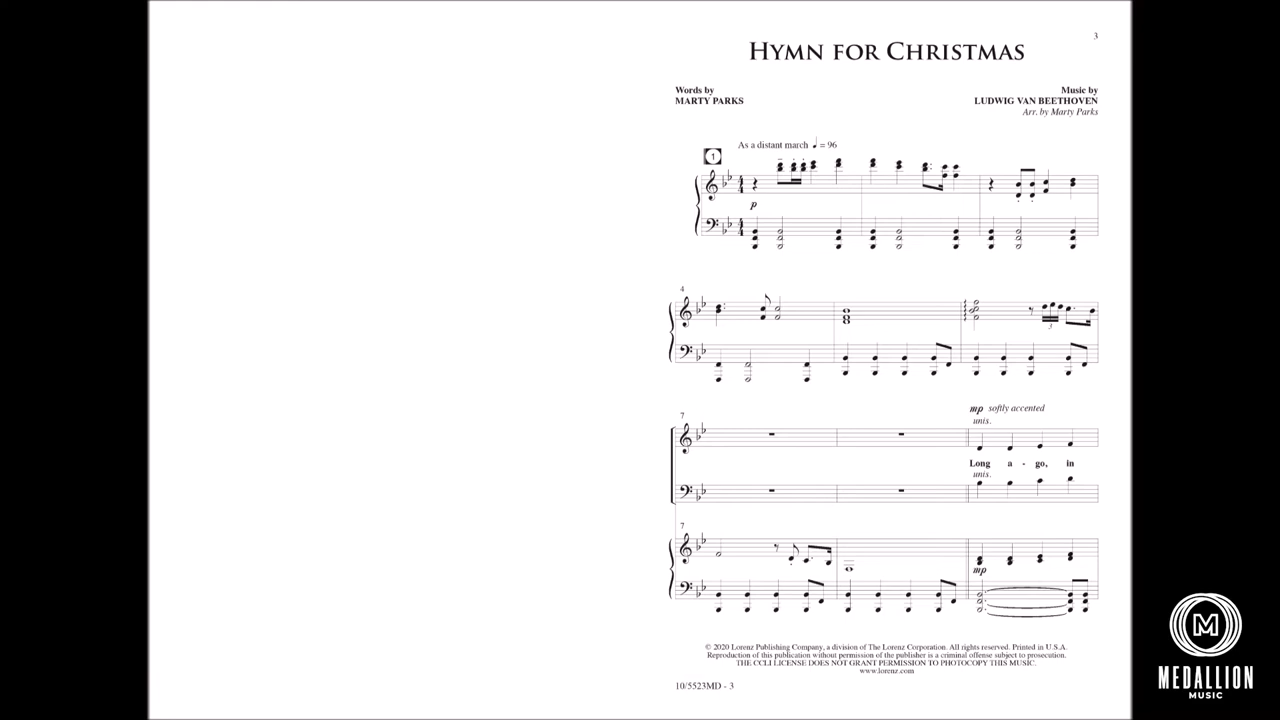 3
HYMN FOR CHRISTMAS
Words by
MARTY PARKS
Music by
LUDWIG VAN BEETHOVEN
Arr. by Marty Parks
As a distant march ♩ = 96
1
p
4
3
7
mp softly accented
unis.
Long a - go, in
unis.
7
mp
© 2020 Lorenz Publishing Company, a division of The Lorenz Corporation. All rights reserved. Printed in U.S.A.
Reproduction of this publication without permission of the publisher is a criminal offense subject to prosecution.
THE CCLI LICENSE DOES NOT GRANT PERMISSION TO PHOTOCOPY THIS MUSIC.
www.lorenz.com
10/5523MD - 3
M
MEDALLION
MUSIC